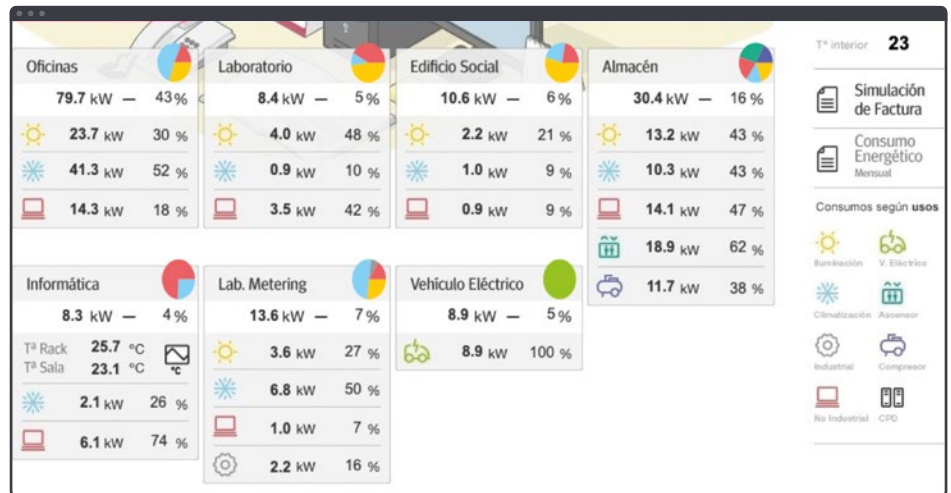 Oficinas
79.7 kW — 43%
23.7 kW 30 %
41.3 kW 52 %
14.3 kW 18 %
Laboratorio
8.4 kW — 5%
4.0 kW 48 %
0.9 kW 10 %
3.5 kW 42 %
Edificio Social
10.6 kW — 6%
2.2 kW 21 %
1.0 kW 9 %
0.9 kW 9 %
Almacén
30.4 kW — 16 %
13.2 kW 43 %
10.3 kW 43 %
14.1 kW 47 %
18.9 kW 62 %
11.7 kW 38 %
Informática
8.3 kW — 4%
Tª Rack 25.7 °C
Tª Sala 23.1 °C
°C
2.1 kW 26 %
6.1 kW 74 %
Lab. Metering
13.6 kW — 7%
3.6 kW 27 %
6.8 kW 50 %
1.0 kW 7 %
2.2 kW 16 %
Vehículo Eléctrico
8.9 kW — 5%
8.9 kW 100 %
Tª interior 23
Simulación
de Factura
Consumo
Energético
Mensual
Consumos según usos
Iluminación V. Eléctrico
Climatización Ascensor
Industrial Compresor
No Industrial CPD